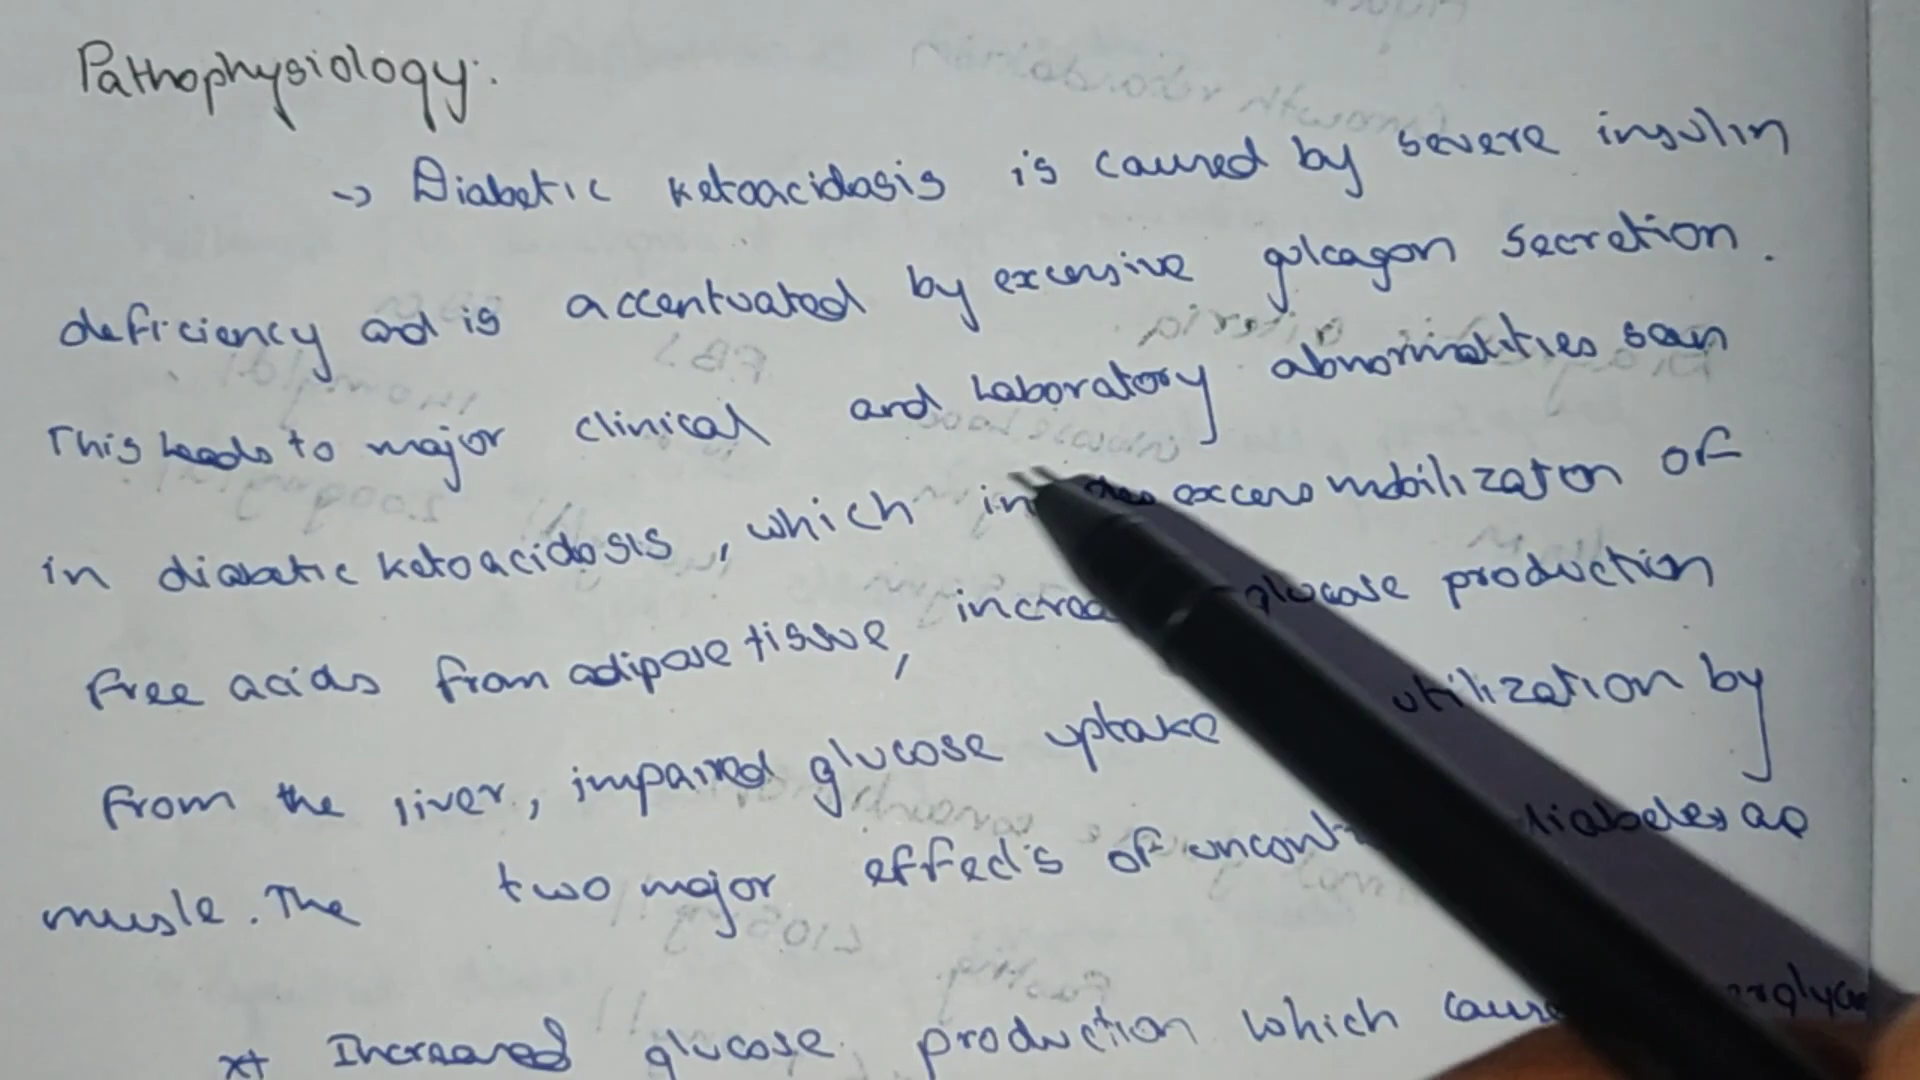 Pathophysiology:
→ Diabetic ketoacidosis is caused by severe insulin
deficiency and is accentuated by excessive gulcagon secretion.
This leads to major clinical and Laboratory abnormalities seen
in diabetic ketoacidosis, which excess mobilization of
free acids from adipose tissue, glucose production
from the liver, impaired glucose uptake utilization by
musle. The two major effects of diabetes are
Increased glucose production which